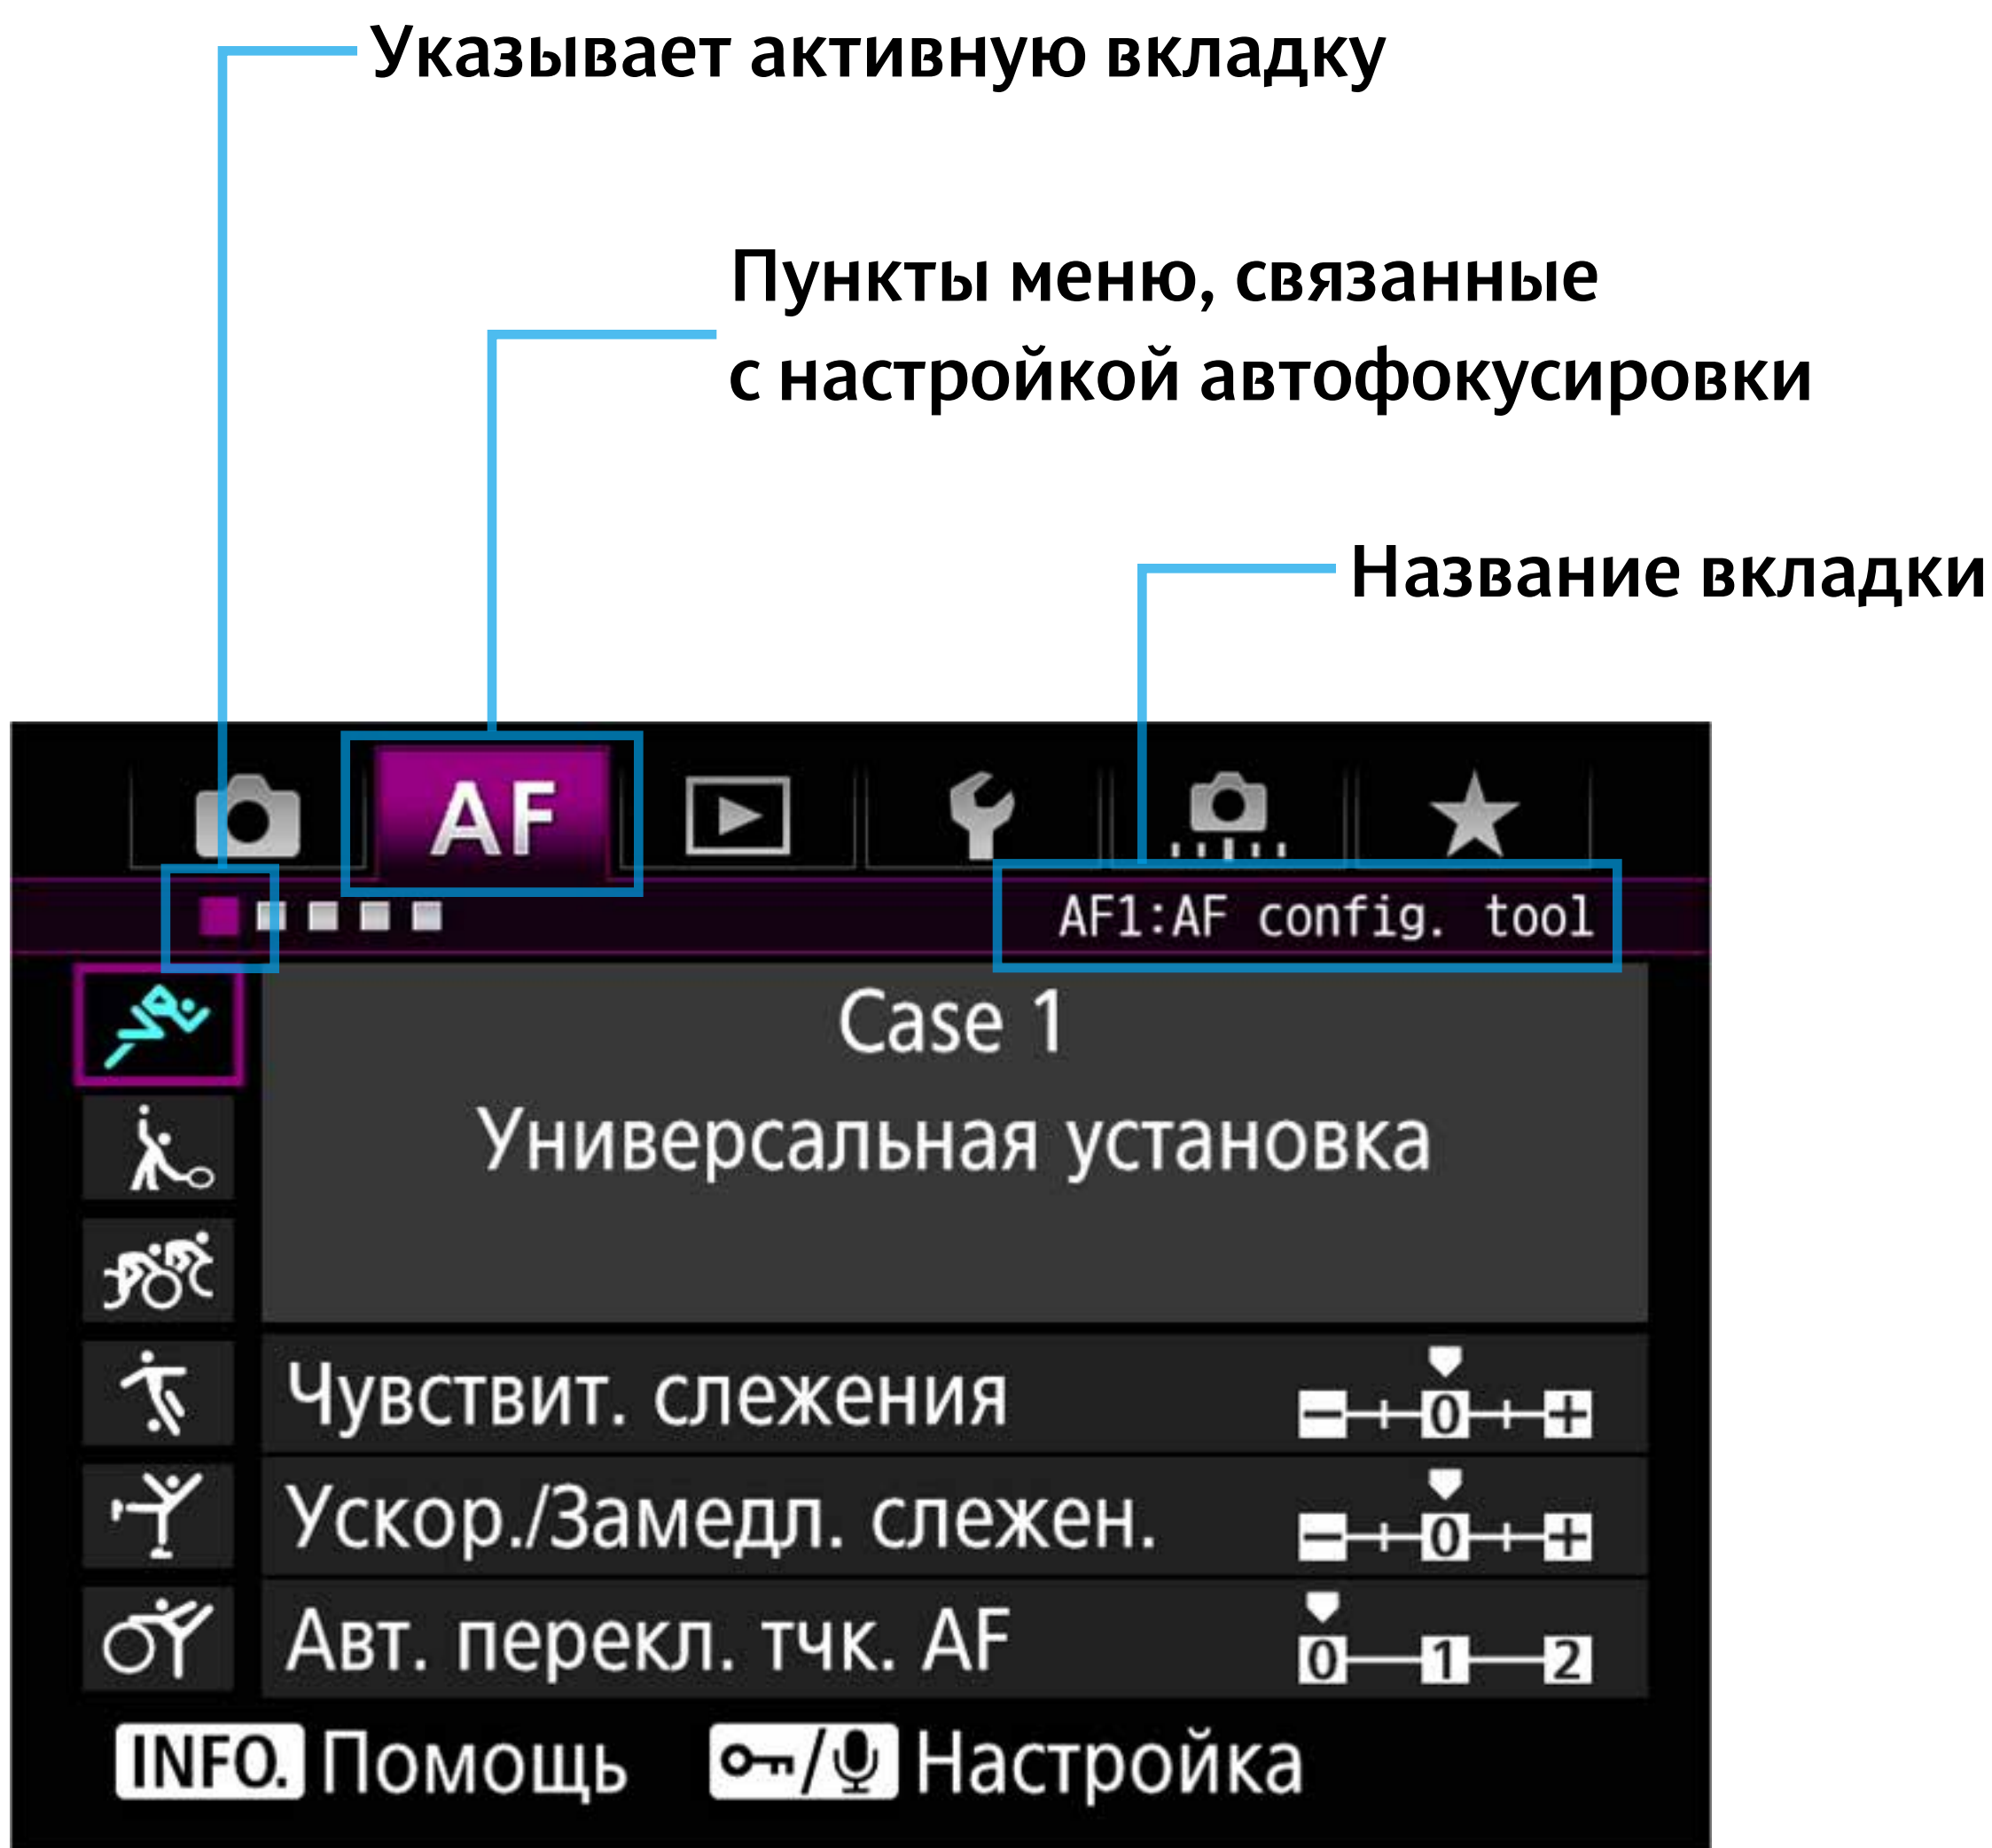 Указывает активную вкладку
Пункты меню, связанные
с настройкой автофокусировки
Название вкладки
AF
AF1:AF config. tool
Case 1
Универсальная установка
Чувствит. слежения
0
Ускор./Замедл. слежен.
0
Авт. перекл. тчк. AF
0 1 2
INFO. Помощь / Настройка